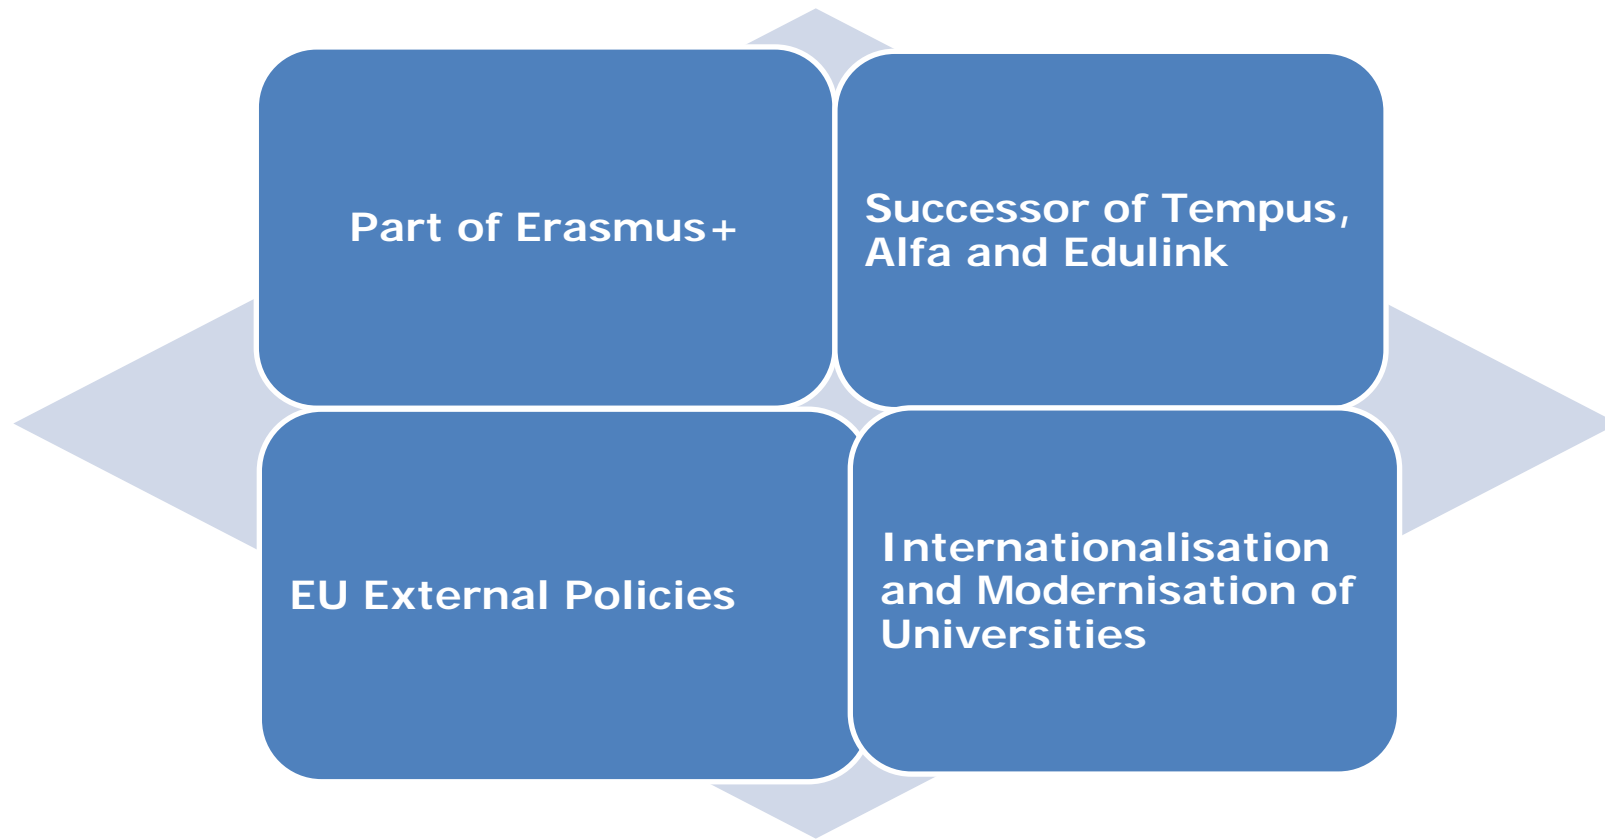 Part of Erasmus+
Successor of Tempus,
Alfa and Edulink
EU External Policies
Internationalisation
and Modernisation of
Universities